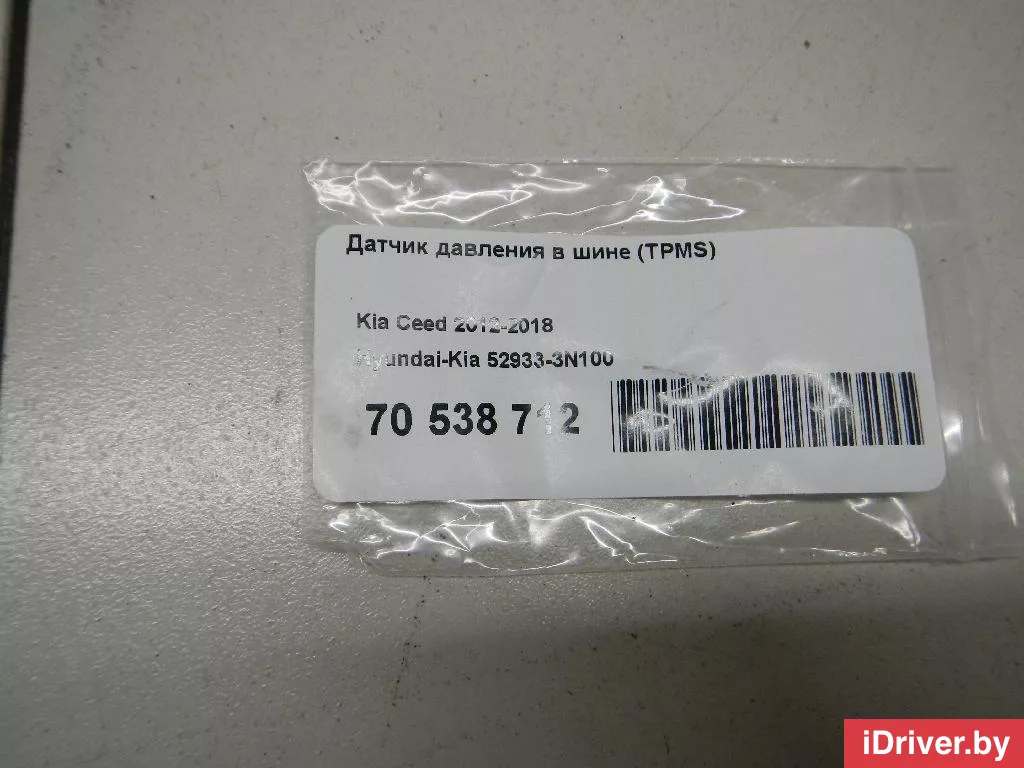 Датчик давления в шине (TPMS)
Kia Ceed 2012-2018
Hyundai-Kia 52933-3N100
70 538 712
iDriver.by